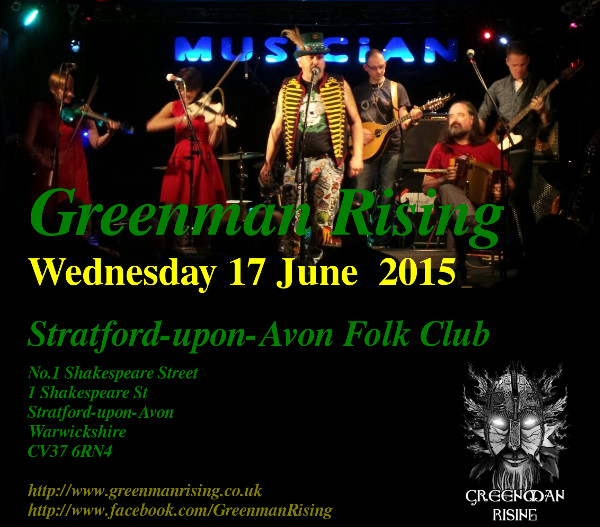 MUSiCiAN
Greenman Rising
Wednesday 17 June 2015
Stratford-upon-Avon Folk Club
No.1 Shakespeare Street
1 Shakespeare St
Stratford-upon-Avon
Warwickshire
CV37 6RN4
http://www.greenmanrising.co.uk
http://www.facebook.com/GreenmanRising
GREENMAN
RISING